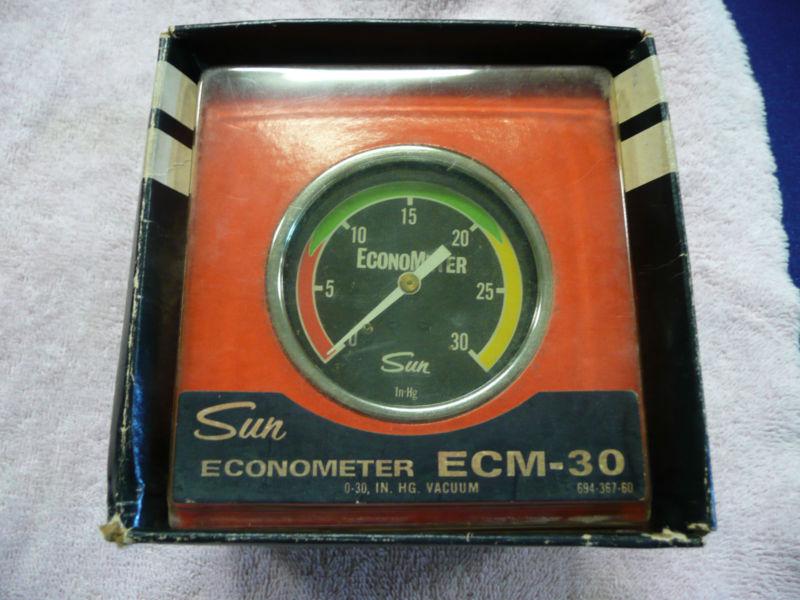 15
10 20
EconoMeter
5 25
0 30
Sun
In-Hg
Sun
ECONOMETER ECM-30
0-30, IN. HG. VACUUM 694-367-60